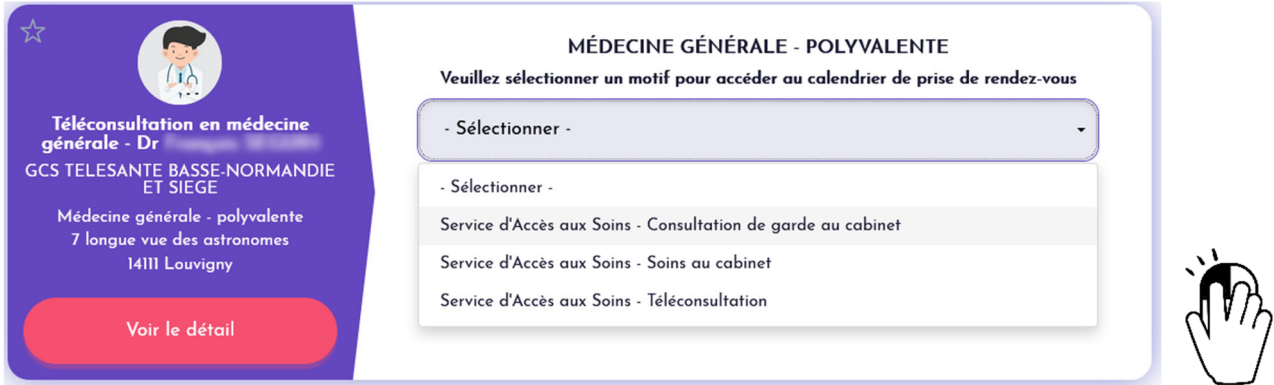 Téléconsultation en médecine
générale - Dr
GCS TELESANTE BASSE-NORMANDIE
ET SIEGE
Médecine générale - polyvalente
7 longue vue des astronomes
14111 Louvigny
Voir le détail
MÉDECINE GÉNÉRALE - POLYVALENTE
Veuillez sélectionner un motif pour accéder au calendrier de prise de rendez-vous
- Sélectionner -
- Sélectionner -
Service d'Accès aux Soins - Consultation de garde au cabinet
Service d'Accès aux Soins - Soins au cabinet
Service d'Accès aux Soins - Téléconsultation